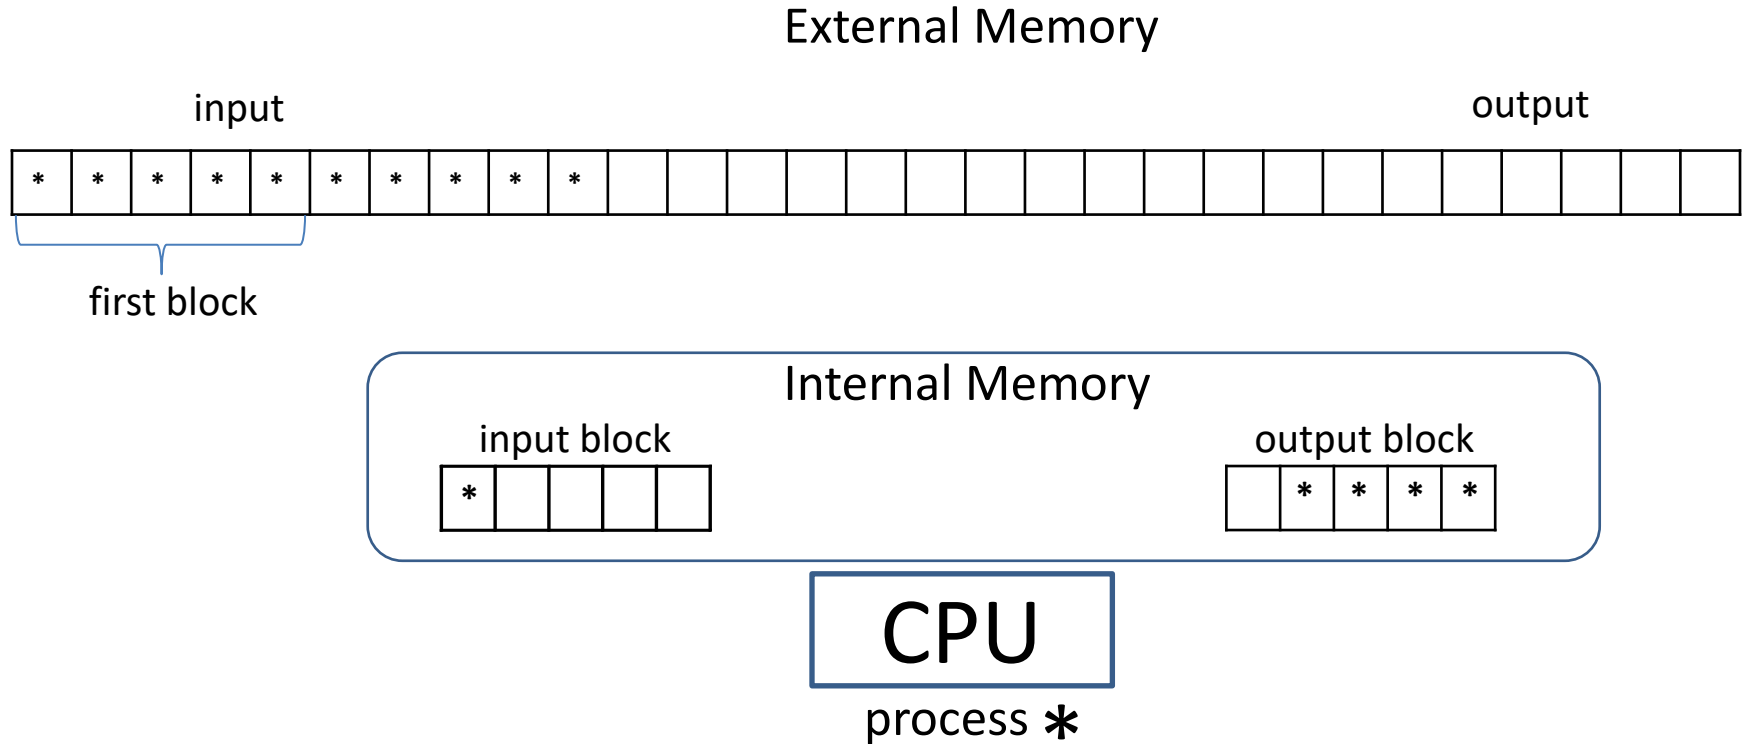 External Memory
input
output
* * * * * * * * * *
first block
Internal Memory
input block
output block
*
* * * *
CPU
process *